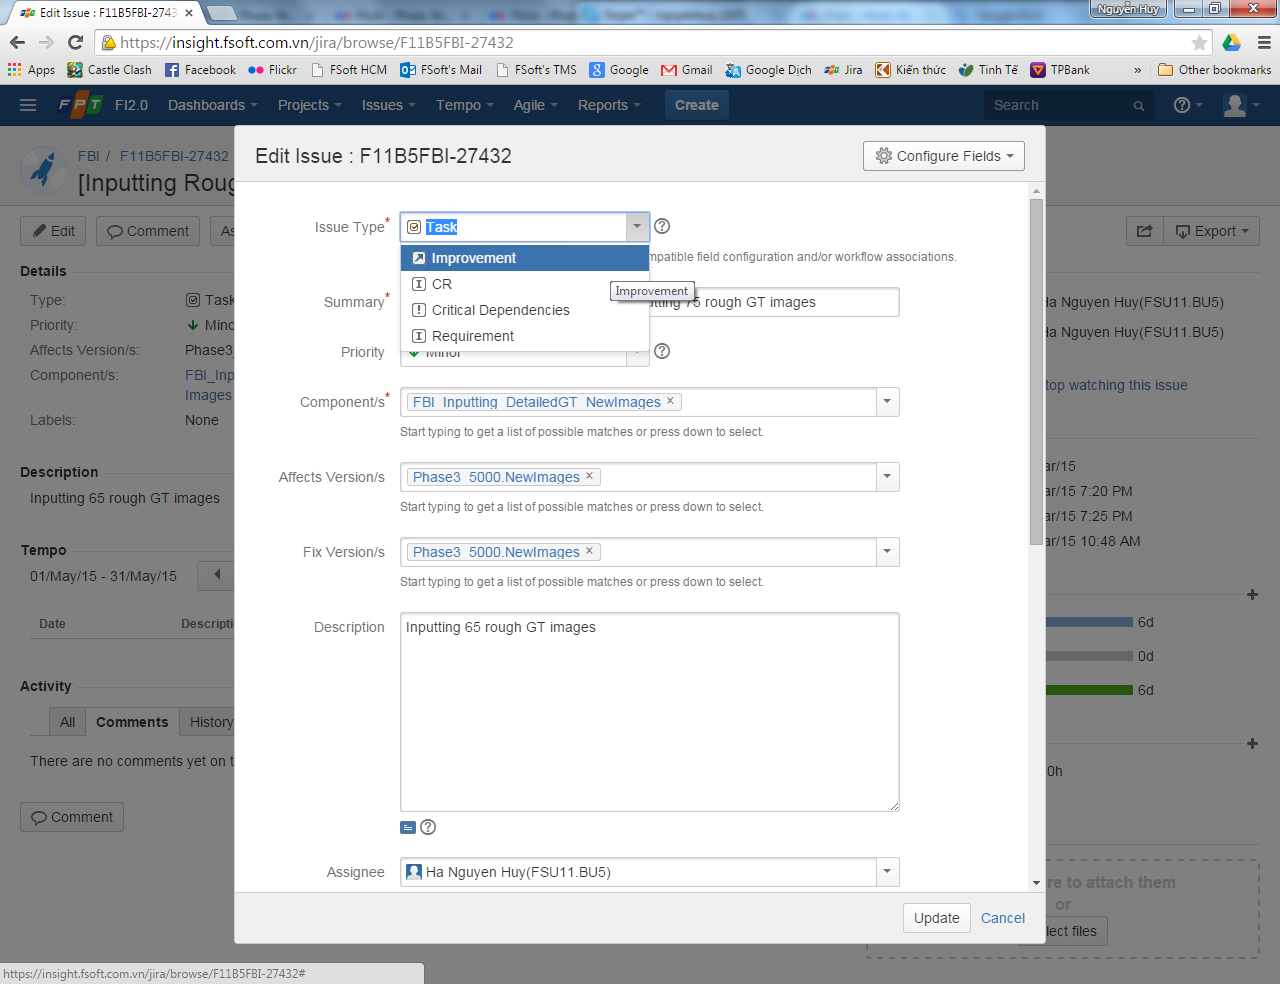 Edit Issue : F11B5FBI-2743
Nguyễn Huy
https://insight.fsoft.com.vn/jira/browse/F11B5FBI-27432
Apps Castle Clash Facebook Flickr FSoft HCM FSoft's Mail FSoft's TMS Google Gmail Google Dịch Jira Kiến thức Tinh Tế TPBank » Other bookmarks
FPT FI2.0 Dashboards Projects Issues Tempo Agile Reports Create Search
FBI / F11B5FBI-27432
[Inputting Roug
Edit Comment As Export
Details
Type: Task
Priority: Mino
Affects Version/s: Phase3_
Component/s: FBI_Inp
Images
Labels: None
Description
Inputting 65 rough GT images
Tempo
01/May/15 - 31/May/15
Date Descripti
Activity
All Comments History
There are no comments yet on t
Comment
Edit Issue : F11B5FBI-27432
Configure Fields
Issue Type* Task
mpatible field configuration and/or workflow associations.
Improvement
CR
Critical Dependencies
Requirement
Improvement
Summary* utting 75 rough GT images
Priority Minor
Component/s* FBI_Inputting_DetailedGT_NewImages ×
Start typing to get a list of possible matches or press down to select.
Affects Version/s Phase3_5000.NewImages ×
Start typing to get a list of possible matches or press down to select.
Fix Version/s Phase3_5000.NewImages ×
Start typing to get a list of possible matches or press down to select.
Description Inputting 65 rough GT images
Assignee Ha Nguyen Huy(FSU11.BU5)
Update Cancel
Ha Nguyen Huy(FSU11.BU5)
Ha Nguyen Huy(FSU11.BU5)
top watching this issue
ar/15
ar/15 7:20 PM
ar/15 7:25 PM
ar/15 10:48 AM
6d
0d
6d
0h
re to attach them
or
lect files
https://insight.fsoft.com.vn/jira/browse/F11B5FBI-27432#